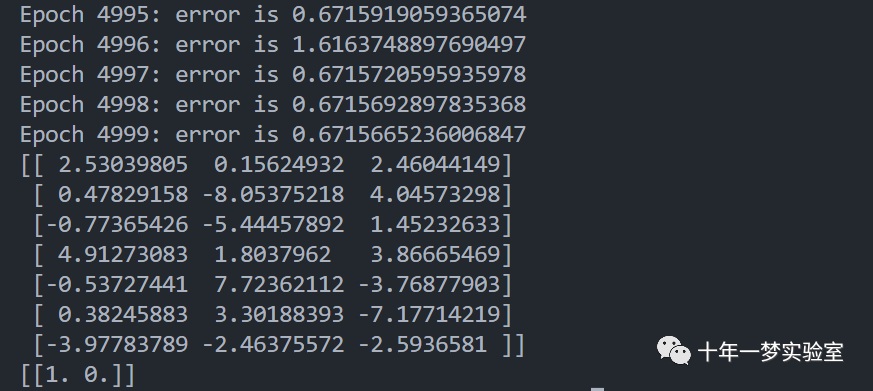 Epoch 4995: error is 0.6715919059365074
Epoch 4996: error is 1.6163748897690497
Epoch 4997: error is 0.6715720595935978
Epoch 4998: error is 0.6715692897835368
Epoch 4999: error is 0.6715665236006847
[[ 2.53039805  0.15624932  2.46044149]
 [ 0.47829158 -8.05375218  4.04573298]
 [-0.77365426 -5.44457892  1.45232633]
 [ 4.91273083  1.8037962   3.86665469]
 [-0.53727441  7.72362112 -3.76877903]
 [ 0.38245883  3.30188393 -7.17714219]
 [-3.97783789 -2.46375572 -2.5936581 ]]
十年一梦实验室
[[1. 0.]]